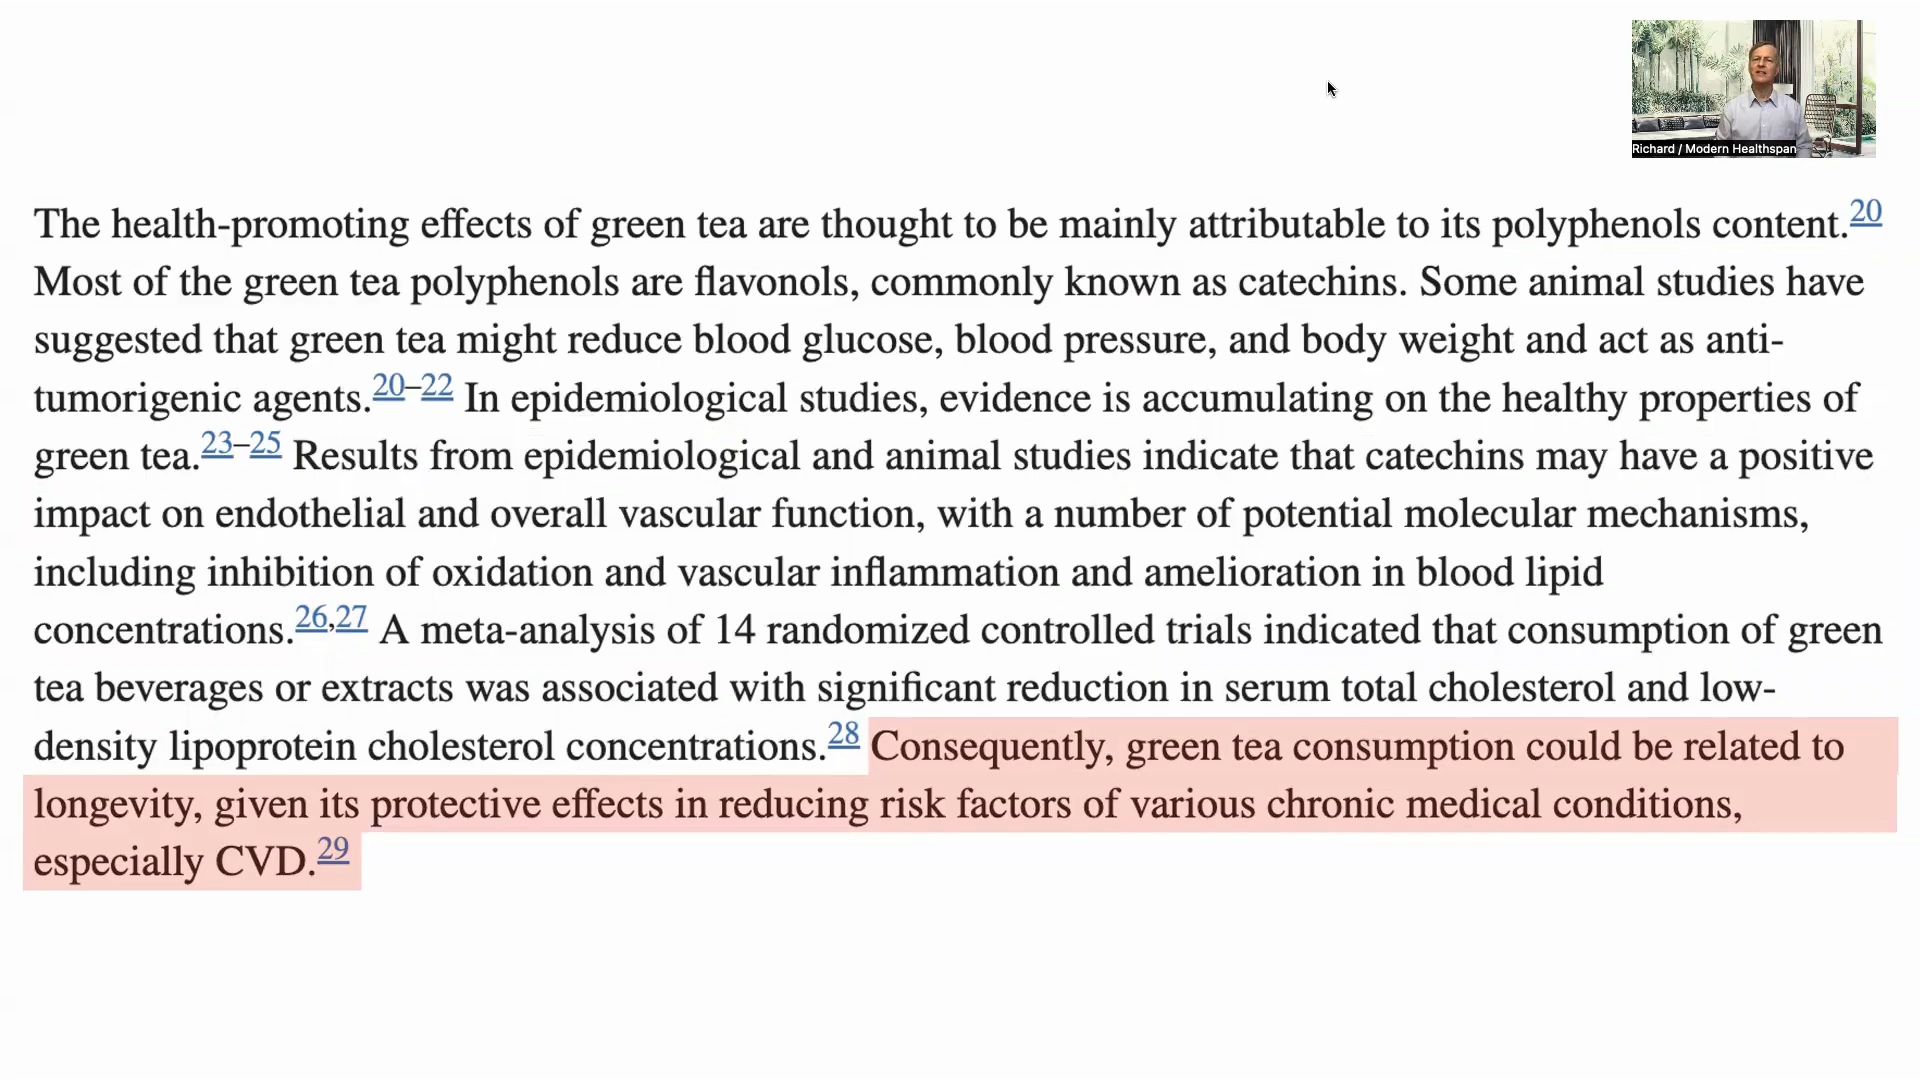 Richard / Modern Healthspan
The health-promoting effects of green tea are thought to be mainly attributable to its polyphenols content.20
Most of the green tea polyphenols are flavonols, commonly known as catechins. Some animal studies have
suggested that green tea might reduce blood glucose, blood pressure, and body weight and act as anti-
tumorigenic agents.20–22 In epidemiological studies, evidence is accumulating on the healthy properties of
green tea.23–25 Results from epidemiological and animal studies indicate that catechins may have a positive
impact on endothelial and overall vascular function, with a number of potential molecular mechanisms,
including inhibition of oxidation and vascular inflammation and amelioration in blood lipid
concentrations.26,27 A meta-analysis of 14 randomized controlled trials indicated that consumption of green
tea beverages or extracts was associated with significant reduction in serum total cholesterol and low-
density lipoprotein cholesterol concentrations.28 Consequently, green tea consumption could be related to
longevity, given its protective effects in reducing risk factors of various chronic medical conditions,
especially CVD.29